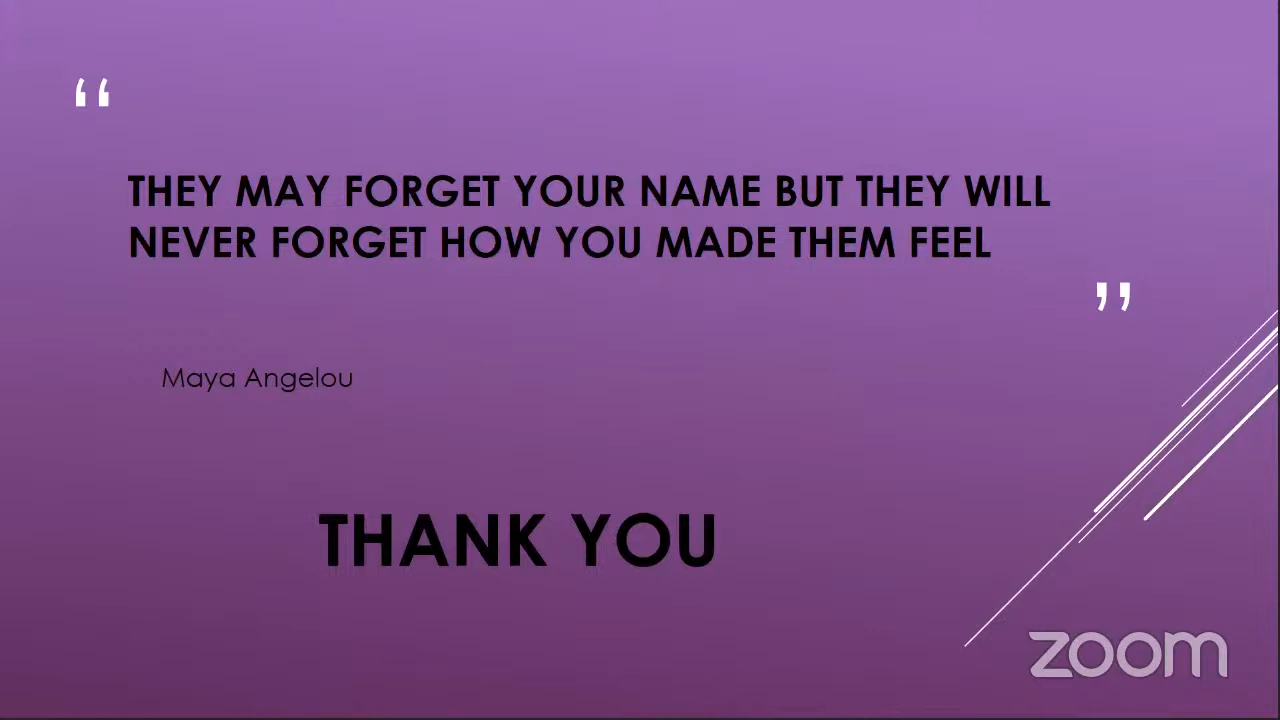 “
THEY MAY FORGET YOUR NAME BUT THEY WILL
NEVER FORGET HOW YOU MADE THEM FEEL
”
Maya Angelou
THANK YOU
zoom